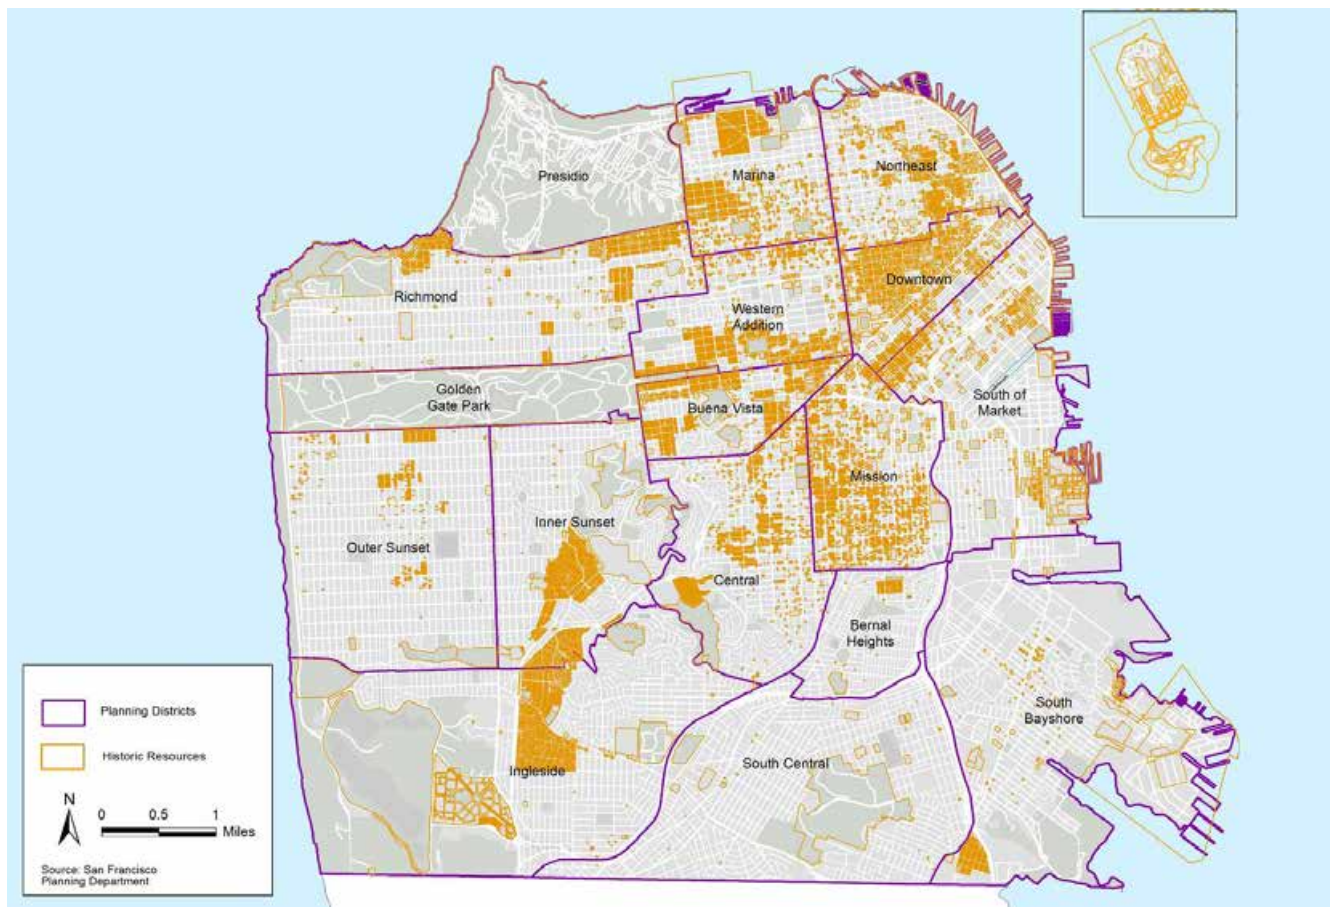 Presidio
Marina
Northeast
Richmond
Downtown
Western
Addition
Golden
Gate Park
Buena Vista
South of
Market
Mission
Inner Sunset
Outer Sunset
Central
Bernal
Heights
South
Bayshore
South Central
Ingleside
Planning Districts
Historic Resources
N
0 0.5 1
Miles
Source: San Francisco
Planning Department